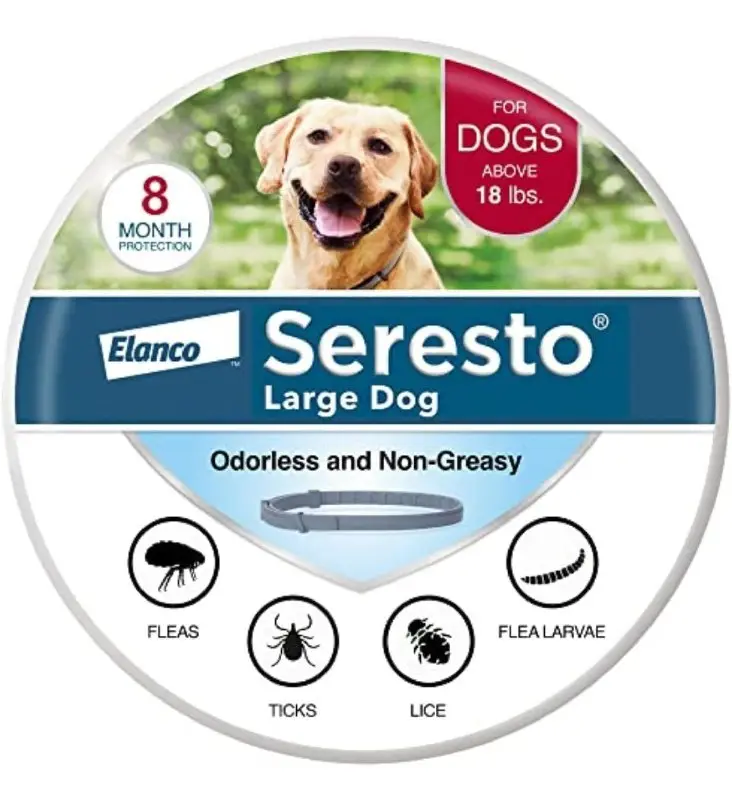 FOR
DOGS
ABOVE
18 lbs.
8
MONTH
PROTECTION
Elanco™
Seresto®
Large Dog
Odorless and Non-Greasy
FLEAS
FLEA LARVAE
TICKS
LICE